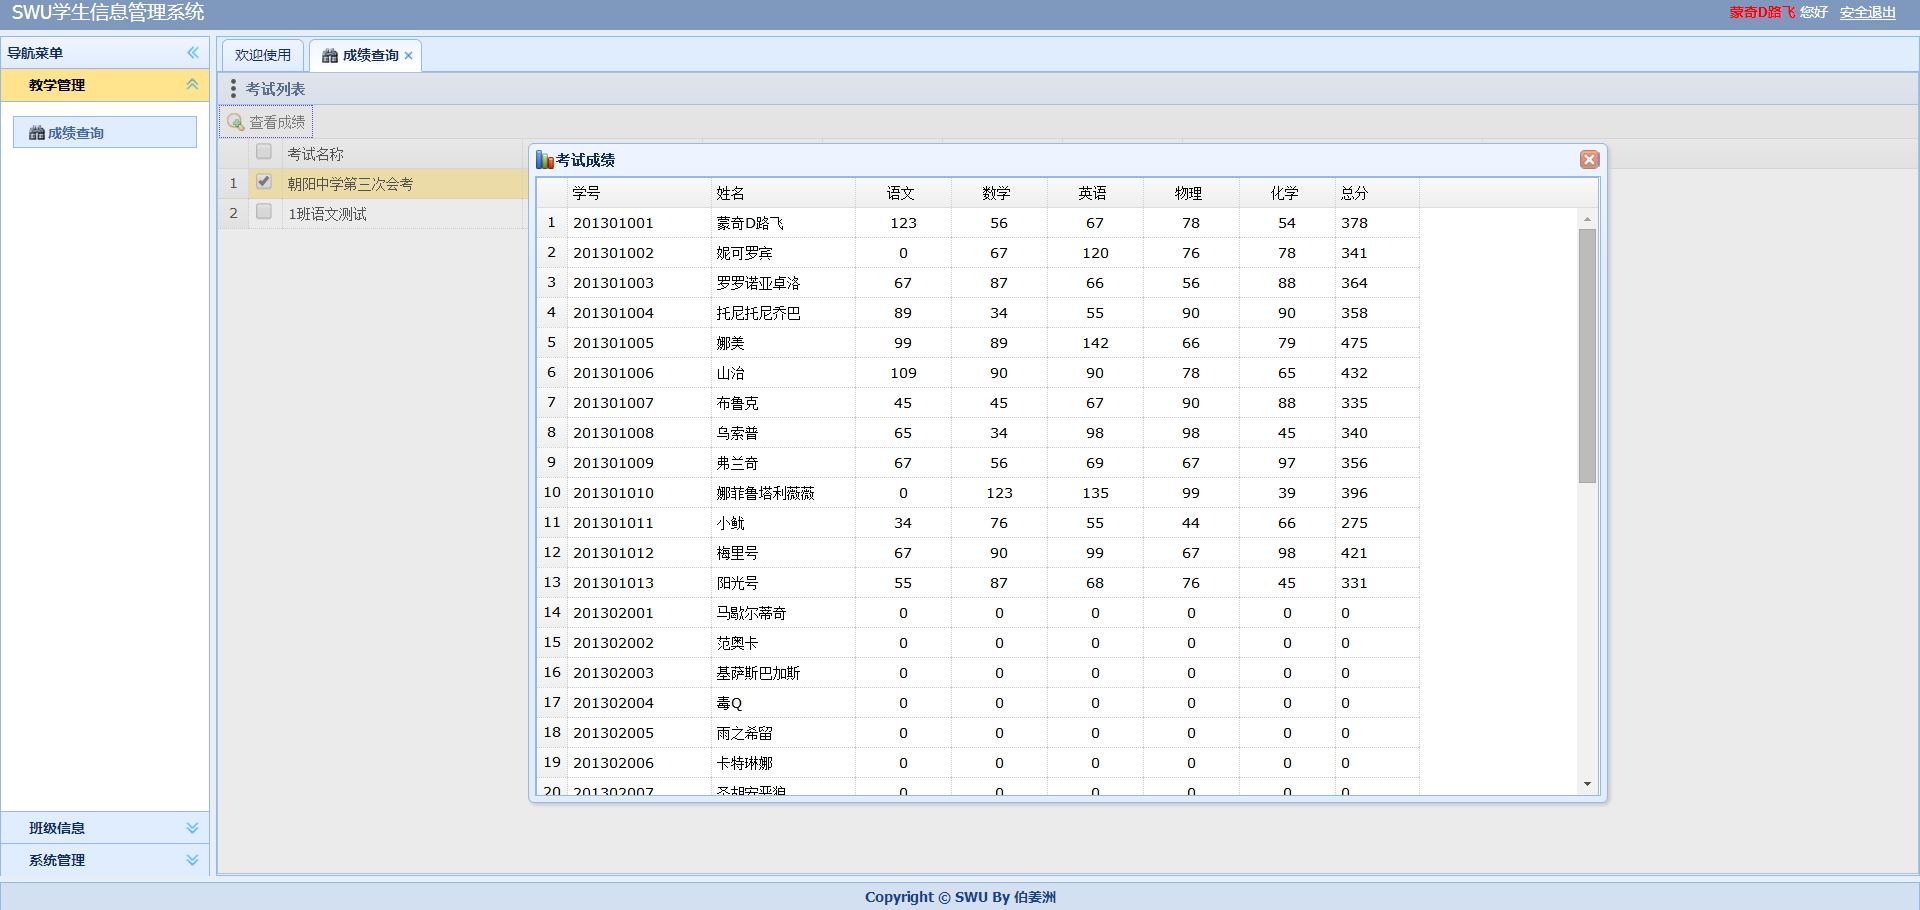 SWU学生信息管理系统
蒙奇D路飞 您好 安全退出
导航菜单
教学管理
成绩查询
班级信息
系统管理
欢迎使用 成绩查询
考试列表
查看成绩
考试名称
1 朝阳中学第三次会考
2 1班语文测试
考试成绩
学号 姓名 语文 数学 英语 物理 化学 总分
1 201301001 蒙奇D路飞 123 56 67 78 54 378
2 201301002 妮可罗宾 0 67 120 76 78 341
3 201301003 罗罗诺亚卓洛 67 87 66 56 88 364
4 201301004 托尼托尼乔巴 89 34 55 90 90 358
5 201301005 娜美 99 89 142 66 79 475
6 201301006 山治 109 90 90 78 65 432
7 201301007 布鲁克 45 45 67 90 88 335
8 201301008 乌索普 65 34 98 98 45 340
9 201301009 弗兰奇 67 56 69 67 97 356
10 201301010 娜菲鲁塔利薇薇 0 123 135 99 39 396
11 201301011 小鱿 34 76 55 44 66 275
12 201301012 梅里号 67 90 99 67 98 421
13 201301013 阳光号 55 87 68 76 45 331
14 201302001 马歇尔蒂奇 0 0 0 0 0 0
15 201302002 范奥卡 0 0 0 0 0 0
16 201302003 基萨斯巴加斯 0 0 0 0 0 0
17 201302004 毒Q 0 0 0 0 0 0
18 201302005 雨之希留 0 0 0 0 0 0
19 201302006 卡特琳娜 0 0 0 0 0 0
20 201302007 圣胡安恶狼 0 0 0 0 0 0
Copyright © SWU By 伯姜洲